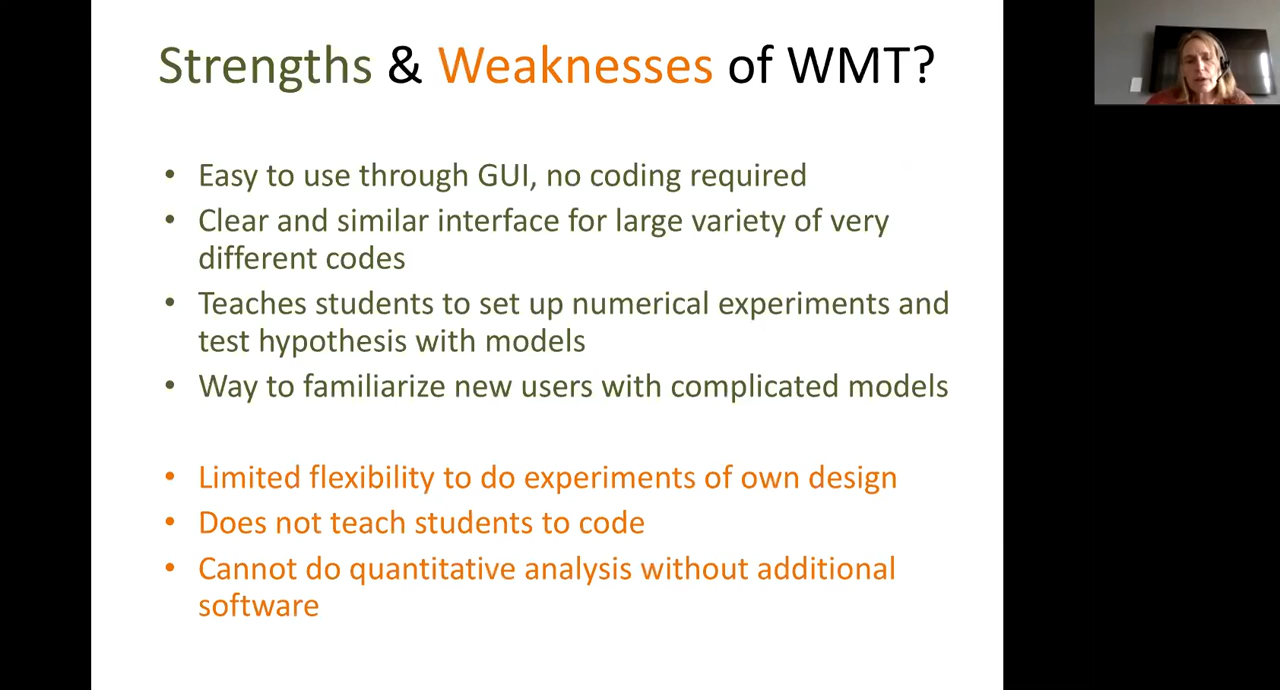 Strengths & Weaknesses of WMT?
• Easy to use through GUI, no coding required
• Clear and similar interface for large variety of very
different codes
• Teaches students to set up numerical experiments and
test hypothesis with models
• Way to familiarize new users with complicated models
• Limited flexibility to do experiments of own design
• Does not teach students to code
• Cannot do quantitative analysis without additional
software